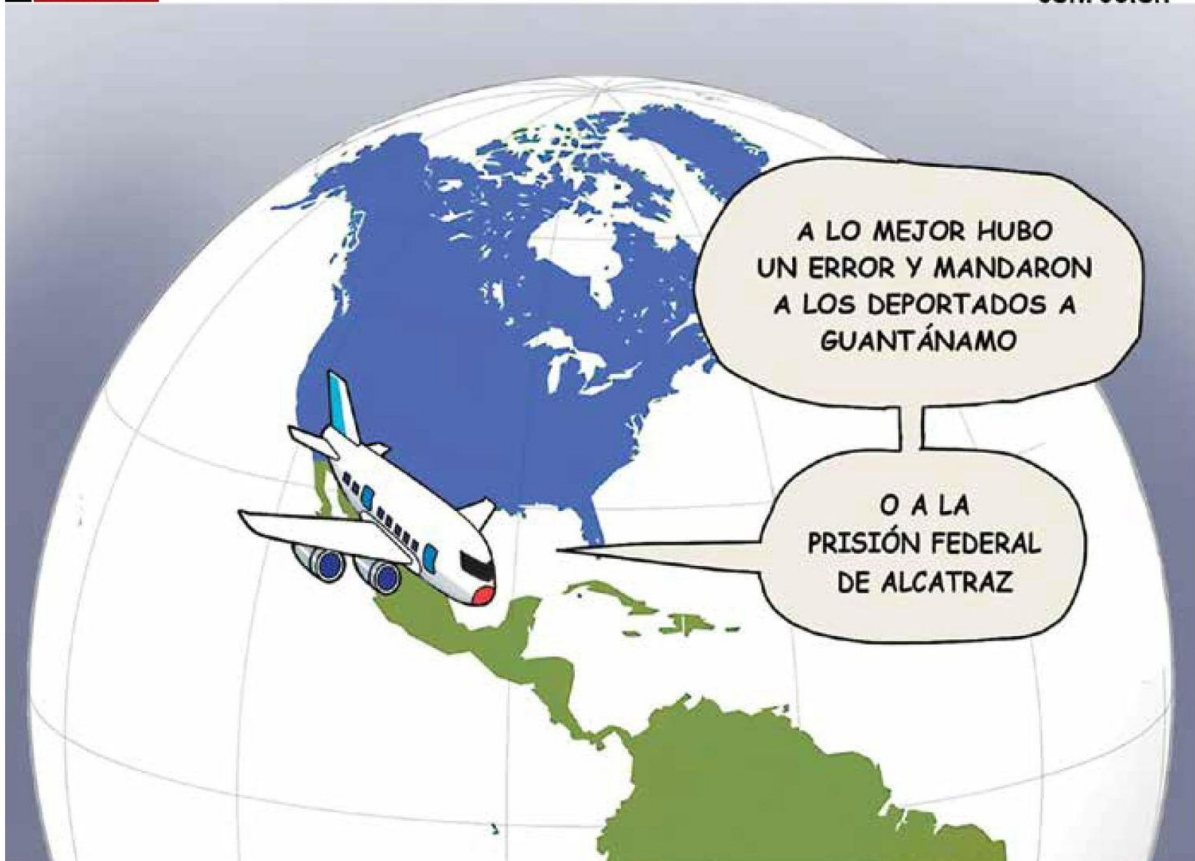 A LO MEJOR HUBO
UN ERROR Y MANDARON
A LOS DEPORTADOS A
GUANTÁNAMO
O A LA
PRISIÓN FEDERAL
DE ALCATRAZ